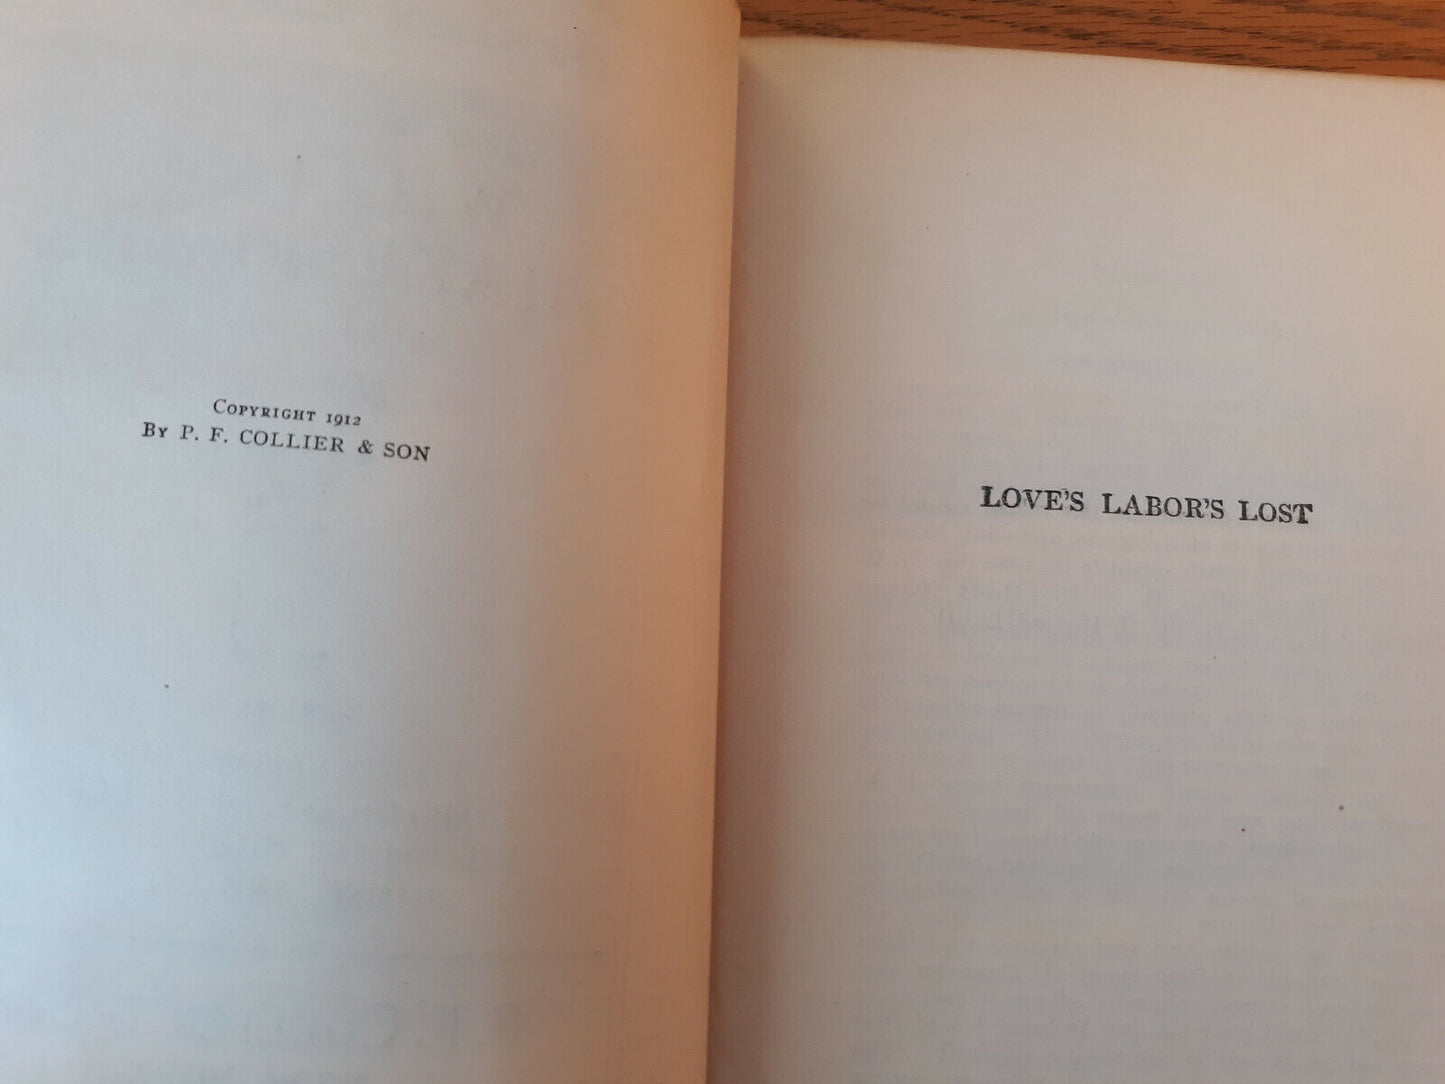 COPYRIGHT 1912
BY P. F. COLLIER & SON
LOVE'S LABOR'S LOST